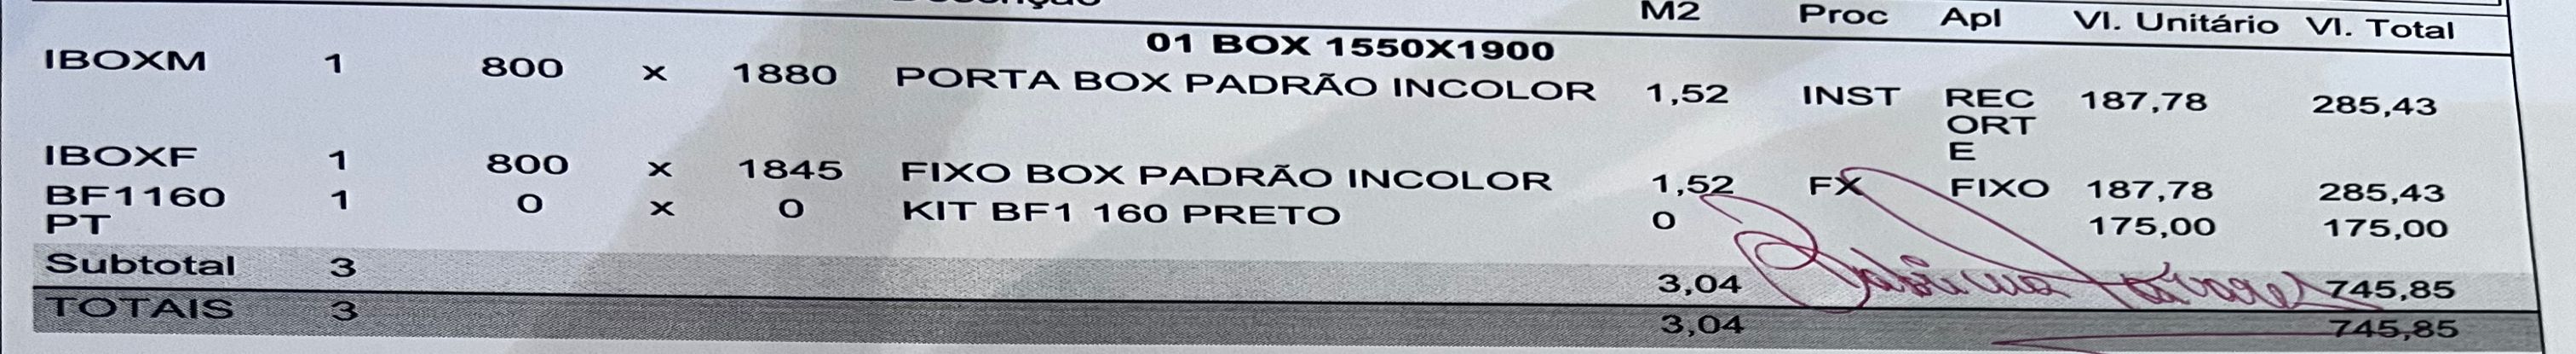 M2 Proc Apl Vl. Unitário Vl. Total
01 BOX 1550X1900
IBOXM 1 800 x 1880 PORTA BOX PADRÃO INCOLOR 1,52 INST REC 187,78 285,43
ORT
E
IBOXF 1 800 x 1845 FIXO BOX PADRÃO INCOLOR 1,52 FX FIXO 187,78 285,43
BF1160 1 0 x 0 KIT BF1 160 PRETO 0 175,00 175,00
PT
Subtotal 3 3,04 745,85
TOTAIS 3 3,04 745,85